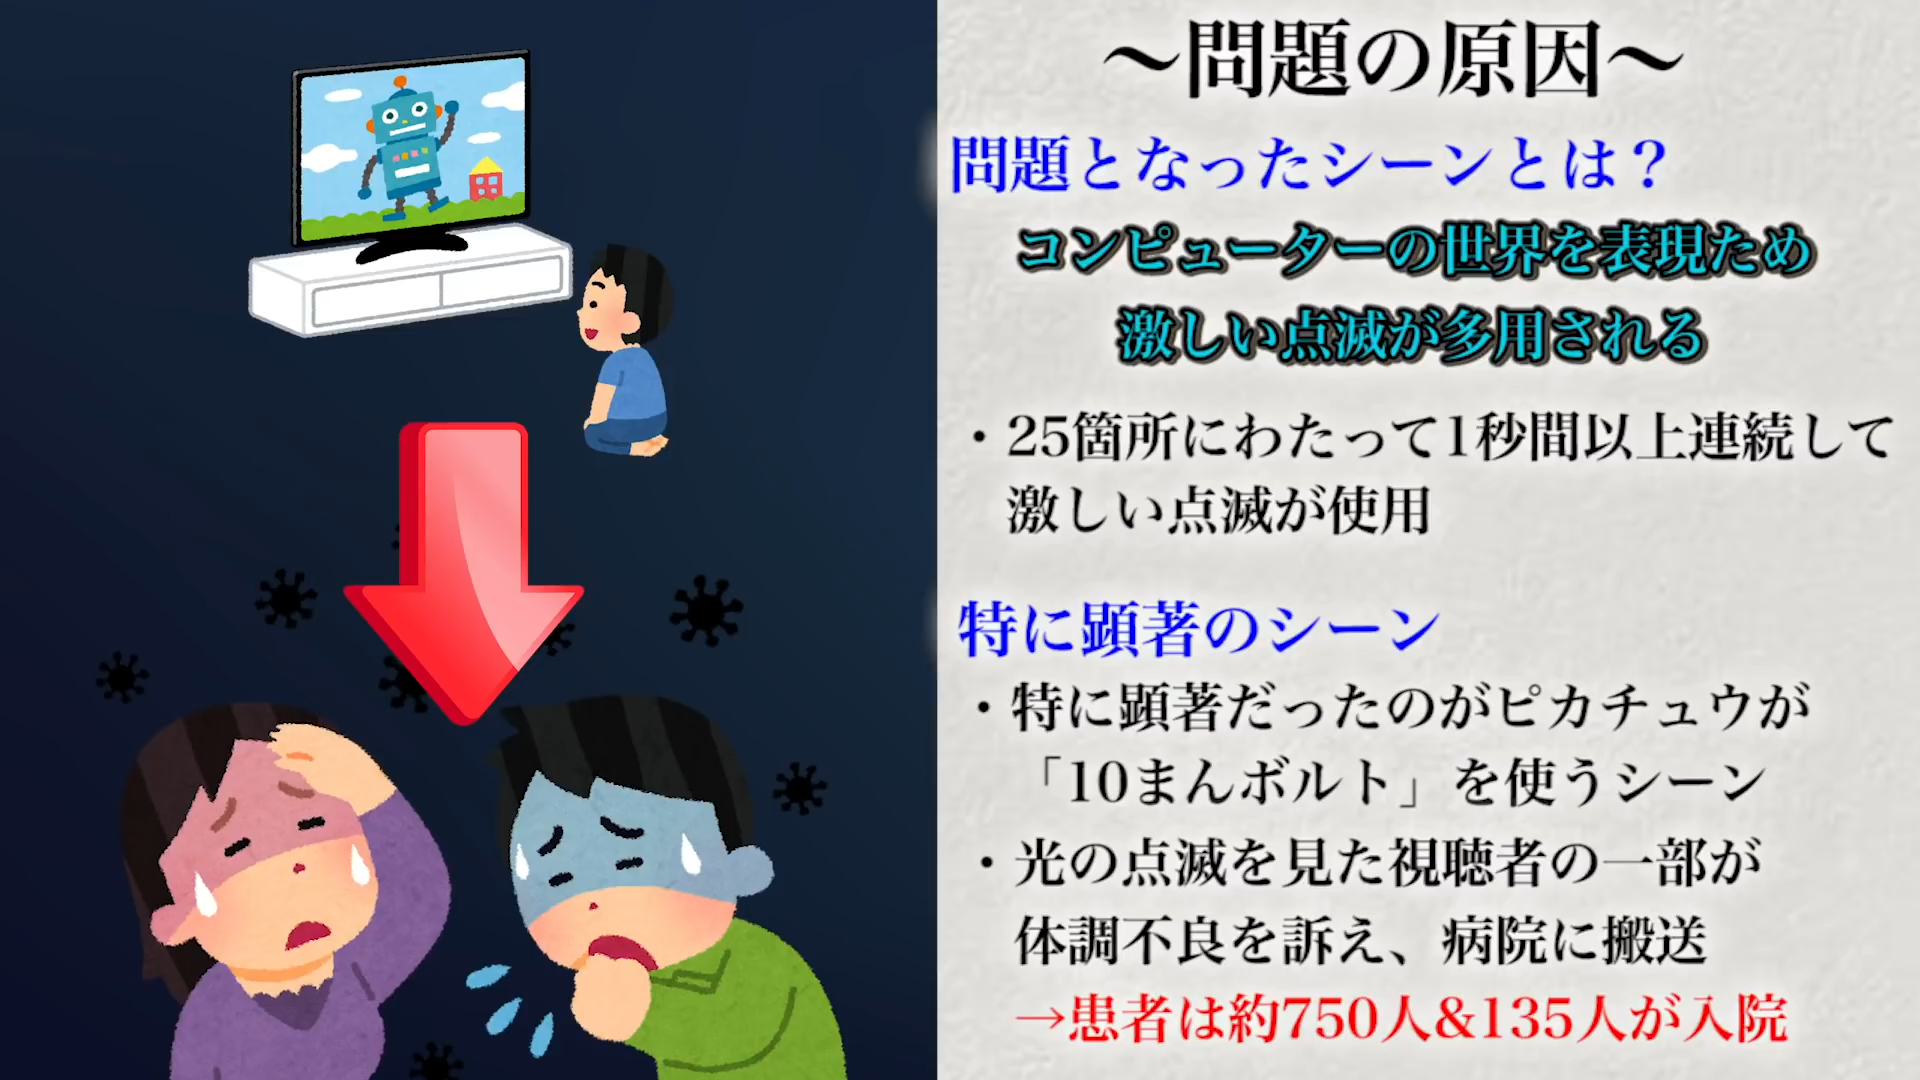 ～問題の原因～
問題となったシーンとは？
コンピューターの世界を表現ため
激しい点滅が多用される
・25箇所にわたって1秒間以上連続して
激しい点滅が使用
特に顕著のシーン
・特に顕著だったのがピカチュウが
「10まんボルト」を使うシーン
・光の点滅を見た視聴者の一部が
体調不良を訴え、病院に搬送
→患者は約750人&135人が入院